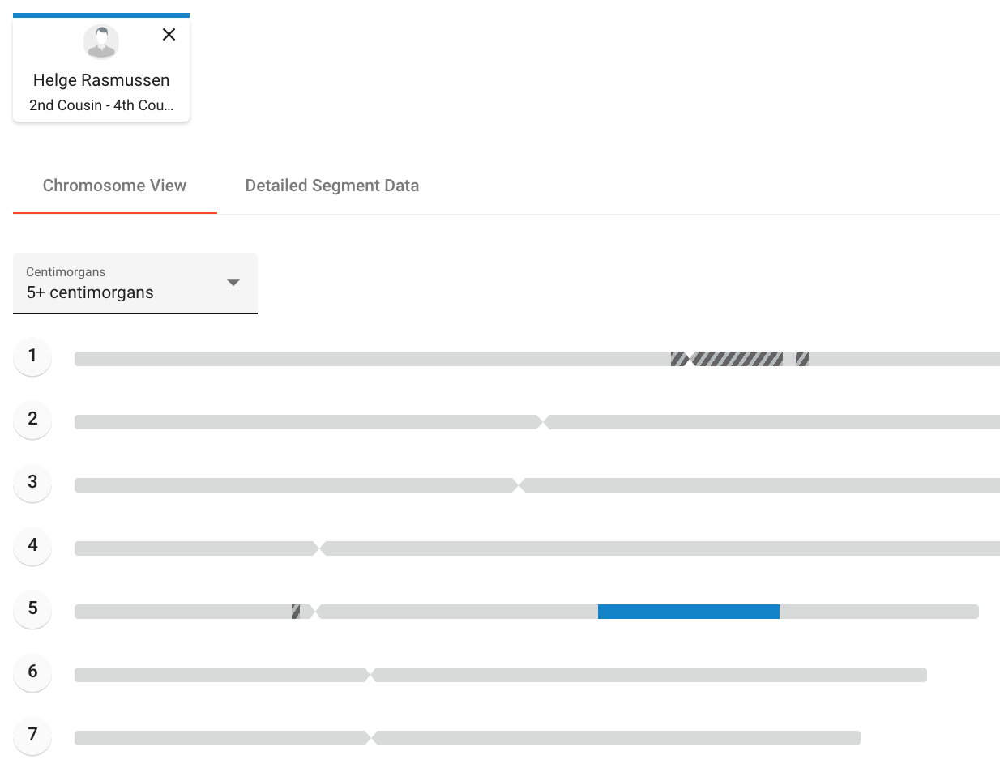 Helge Rasmussen
2nd Cousin - 4th Cou...
Chromosome View
Detailed Segment Data
Centimorgans
5+ centimorgans
1
2
3
4
5
6
7